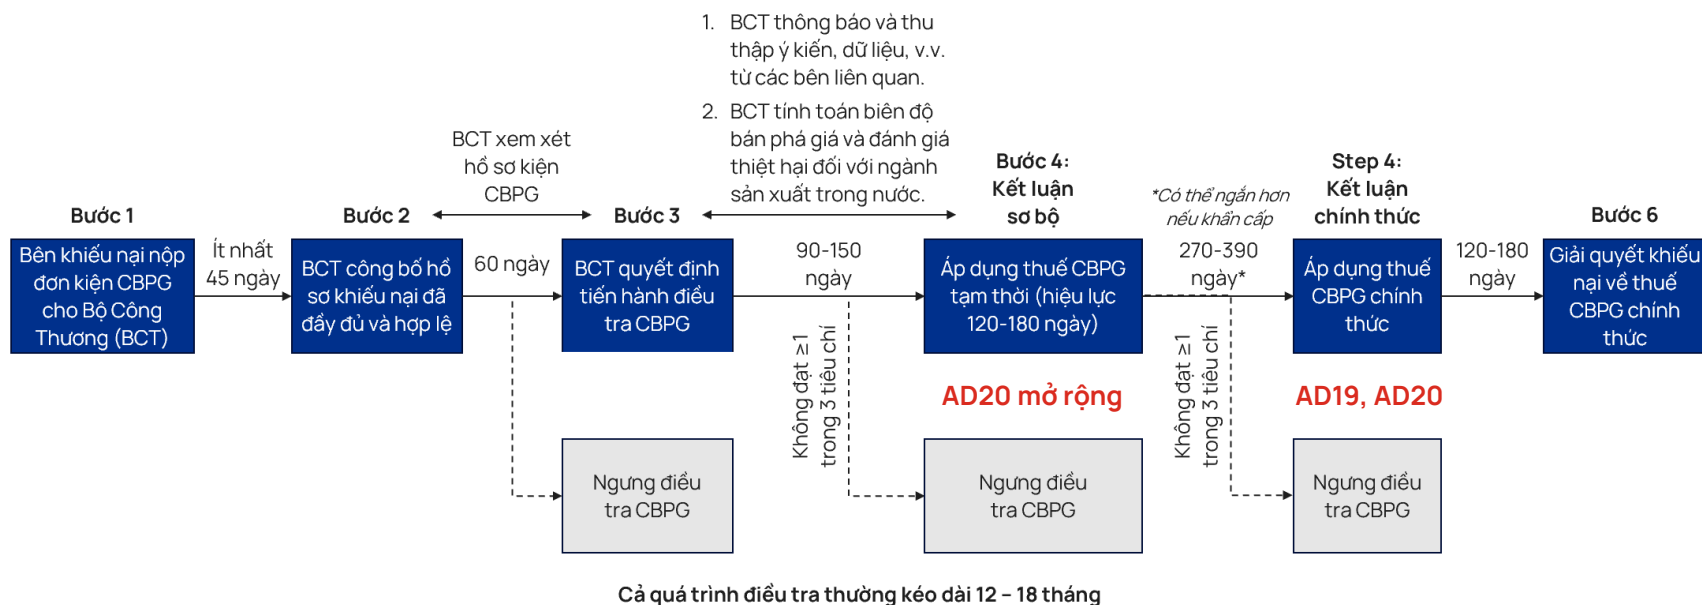 1. BCT thông báo và thu
thập ý kiến, dữ liệu, v.v.
từ các bên liên quan.
2. BCT tính toán biên độ
bán phá giá và đánh giá
thiệt hại đối với ngành
sản xuất trong nước.
BCT xem xét
hồ sơ kiện
CBPG
Bước 1
Bên khiếu nại nộp
đơn kiện CBPG
cho Bộ Công
Thương (BCT)
Ít nhất
45 ngày
Bước 2
BCT công bố hồ
sơ khiếu nại đã
đầy đủ và hợp lệ
60 ngày
Bước 3
BCT quyết định
tiến hành điều
tra CBPG
90-150
ngày
Không đạt ≥1
trong 3 tiêu chí
Bước 4:
Kết luận
sơ bộ
Áp dụng thuế CBPG
tạm thời (hiệu lực
120-180 ngày)
AD20 mở rộng
*Có thể ngắn hơn
nếu khẩn cấp
270-390
ngày*
Không đạt ≥1
trong 3 tiêu chí
Step 4:
Kết luận
chính thức
Áp dụng thuế
CBPG chính
thức
AD19, AD20
120-180
ngày
Bước 6
Giải quyết khiếu
nại về thuế
CBPG chính
thức
Ngưng điều
tra CBPG
Ngưng điều
tra CBPG
Ngưng điều
tra CBPG
Cả quá trình điều tra thường kéo dài 12 – 18 tháng